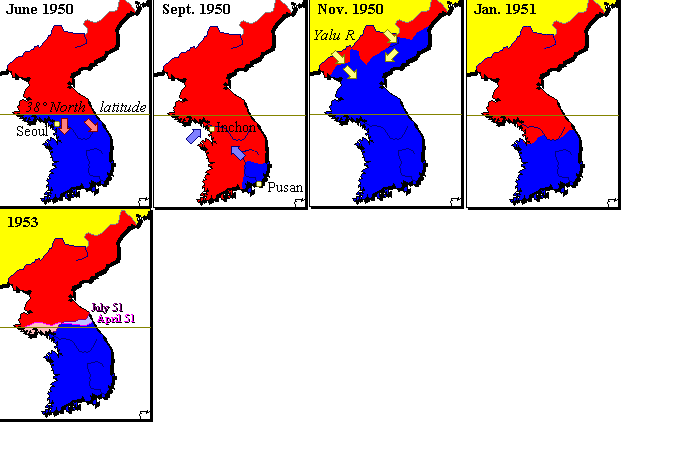 June 1950
38° North latitude
Seoul
Sept. 1950
Inchon
Pusan
Nov. 1950
Yalu R
Jan. 1951
1953
July 51
April 51